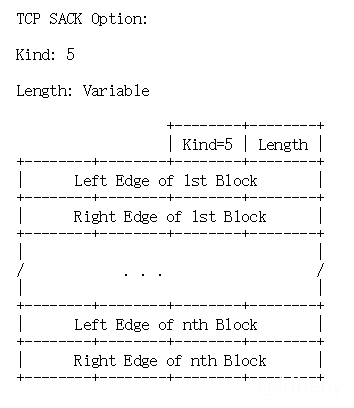 TCP SACK Option:
Kind: 5
Length: Variable
+--------+--------+
| Kind=5 | Length |
+--------+--------+--------+--------+
| Left Edge of 1st Block |
+--------+--------+--------+--------+
| Right Edge of 1st Block |
+--------+--------+--------+--------+
| |
/ . . . /
| |
+--------+--------+--------+--------+
| Left Edge of nth Block |
+--------+--------+--------+--------+
| Right Edge of nth Block |
+--------+--------+--------+--------+